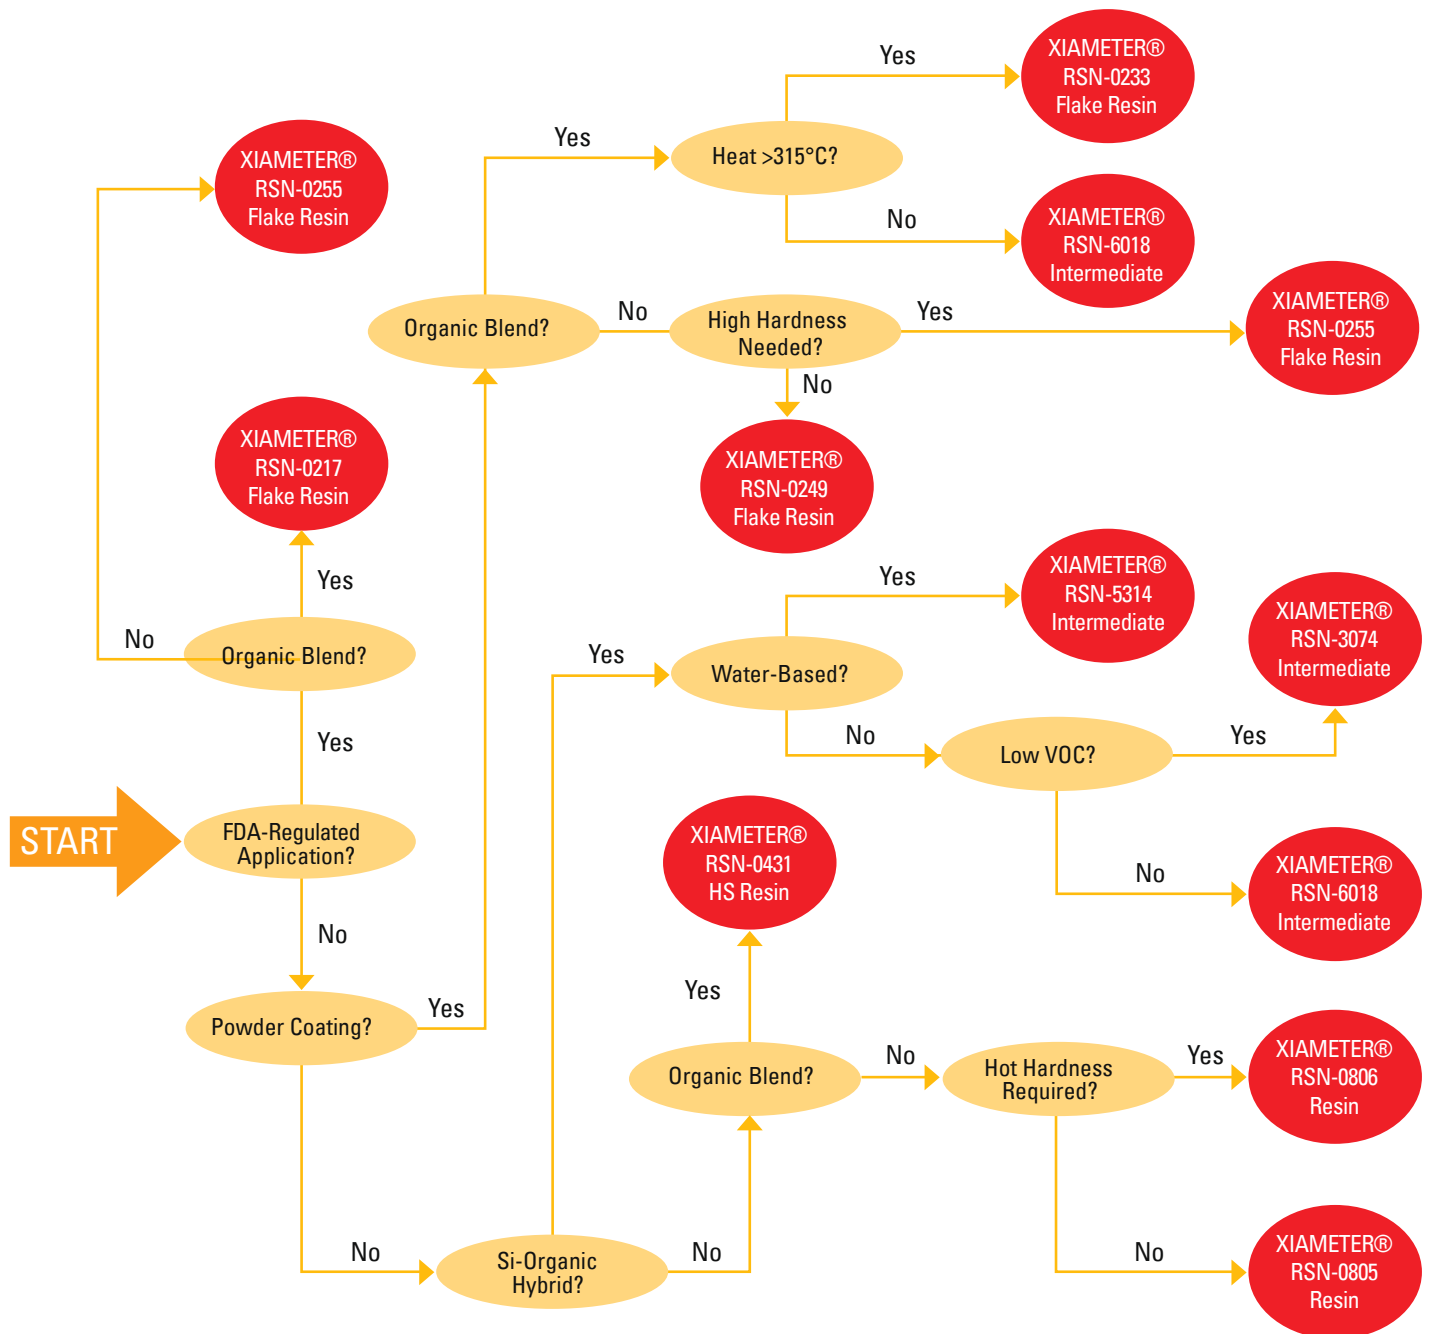 Yes
XIAMETER®
RSN-0233
Flake Resin
Yes
Heat >315°C?
XIAMETER®
RSN-0255
Flake Resin
No
XIAMETER®
RSN-6018
Intermediate
Organic Blend?
No
High Hardness
Needed?
Yes
XIAMETER®
RSN-0255
Flake Resin
No
XIAMETER®
RSN-0217
Flake Resin
XIAMETER®
RSN-0249
Flake Resin
Yes
No
Organic Blend?
Yes
Water-Based?
Yes
XIAMETER®
RSN-5314
Intermediate
XIAMETER®
RSN-3074
Intermediate
Yes
No
Low VOC?
Yes
START
FDA-Regulated
Application?
XIAMETER®
RSN-0431
HS Resin
No
XIAMETER®
RSN-6018
Intermediate
No
Yes
Powder Coating?
Yes
Organic Blend?
No
Hot Hardness
Required?
Yes
XIAMETER®
RSN-0806
Resin
No
Si-Organic
Hybrid?
No
No
XIAMETER®
RSN-0805
Resin